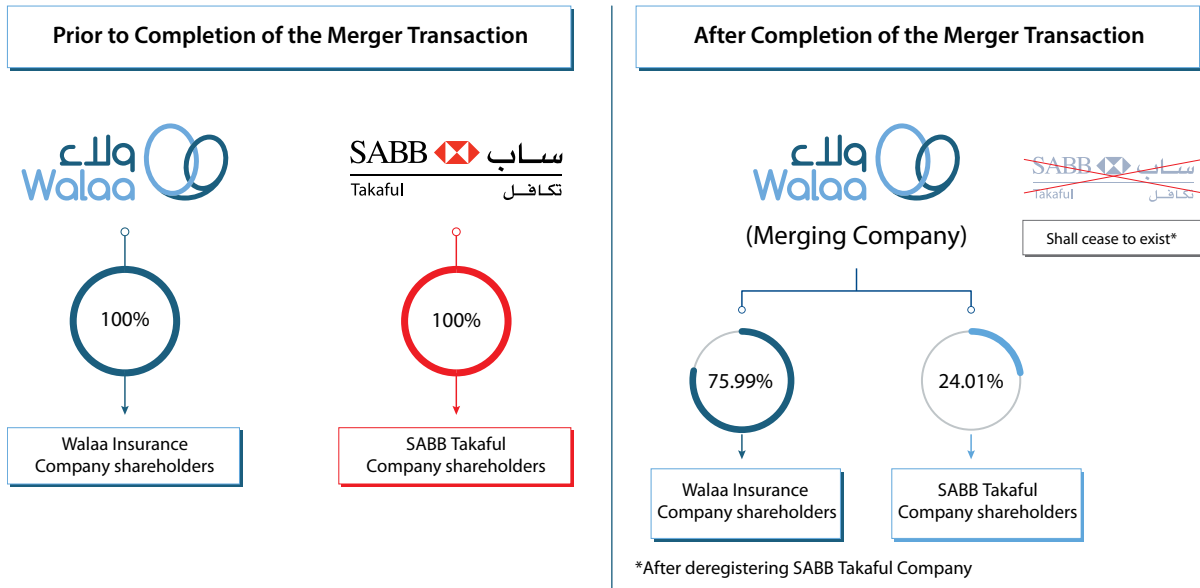 Prior to Completion of the Merger Transaction
ولاء
Walaa
SABB ساب
Takaful تكافل
100%
100%
Walaa Insurance
Company shareholders
SABB Takaful
Company shareholders
After Completion of the Merger Transaction
ولاء
Walaa
(Merging Company)
SABB ساب
Takaful تكافل
Shall cease to exist*
75.99%
24.01%
Walaa Insurance
Company shareholders
SABB Takaful
Company shareholders
*After deregistering SABB Takaful Company